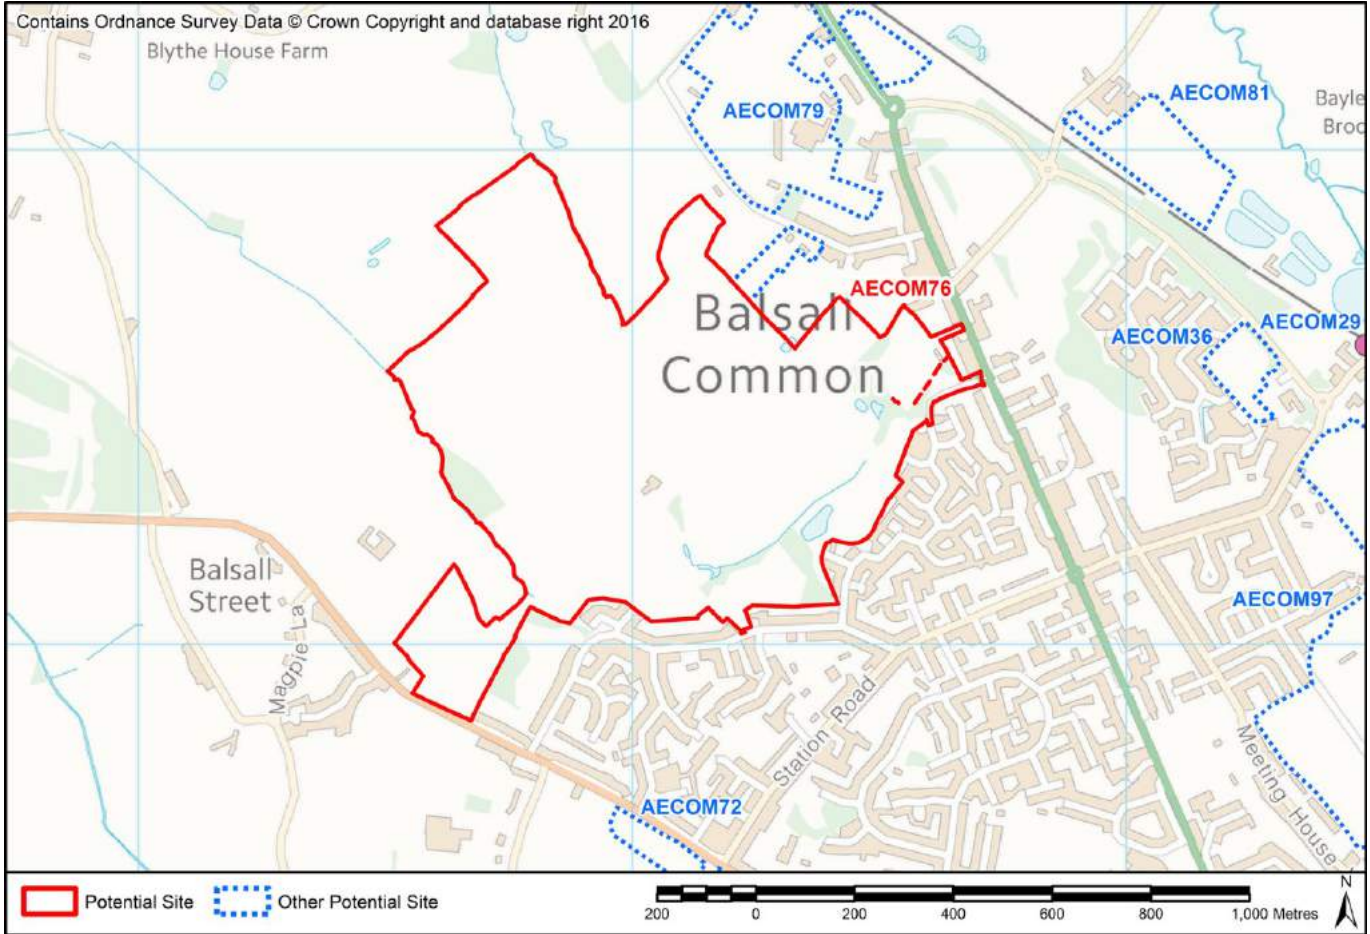 Contains Ordnance Survey Data © Crown Copyright and database right 2016
Blythe House Farm
AECOM79
AECOM81
Bayle
Broo
AECOM76
Balsall
Common
AECOM36
AECOM29
Balsall
Street
Magpie La
AECOM97
Station Road
Meeting House
AECOM72
Potential Site
Other Potential Site
200 0 200 400 600 800 1,000 Metres
N